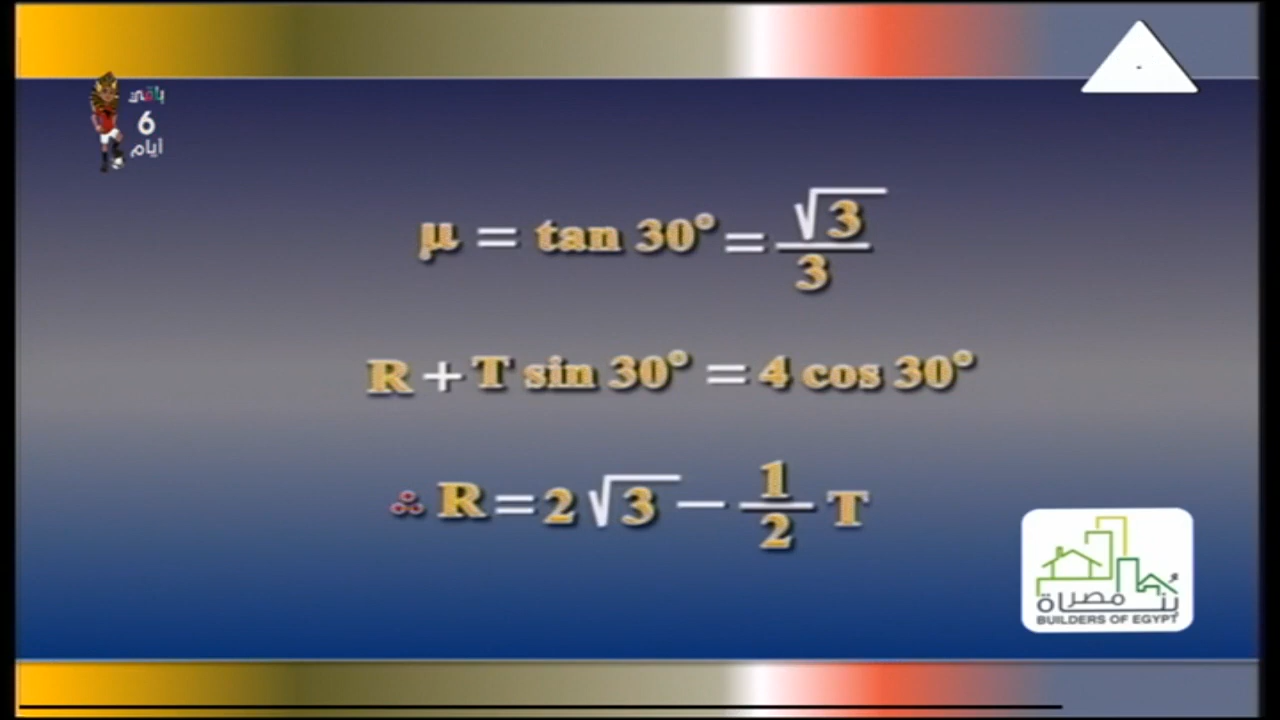 باقي
6
أيام
μ = tan 30° = √3/3
R + T sin 30° = 4 cos 30°
∴ R = 2√3 − 1/2 T
بُناة مصر
BUILDERS OF EGYPT